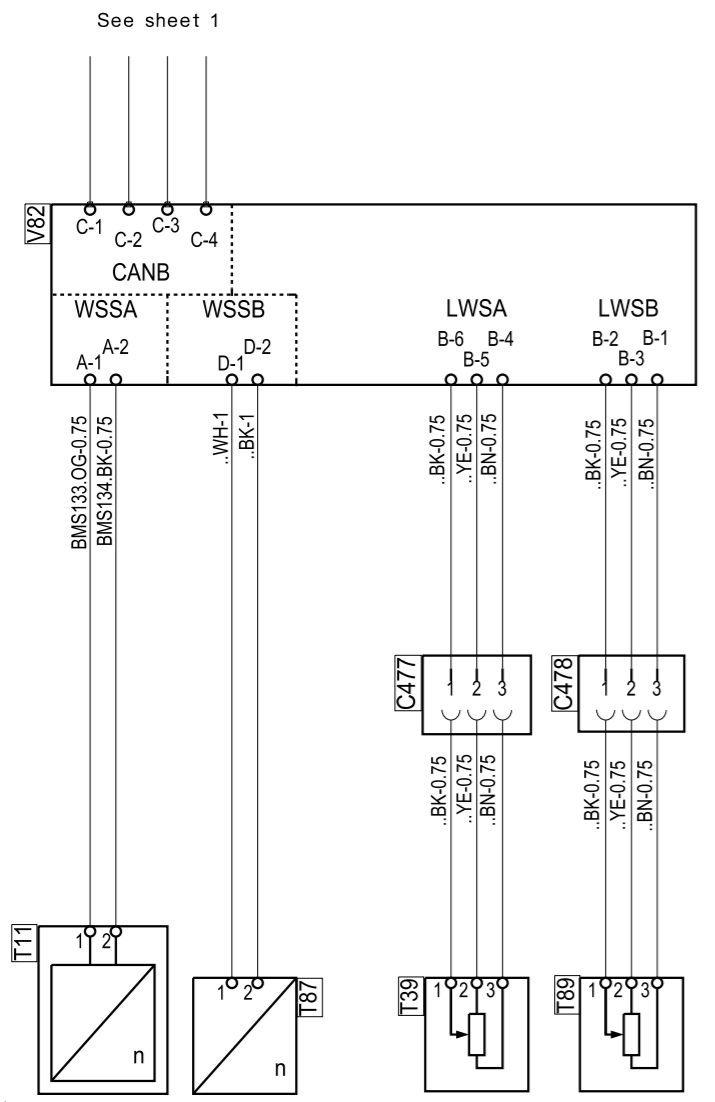 See sheet 1
V82
C-1
C-2
C-3
C-4
CANB
WSSA
WSSB
LWSA
LWSB
A-1
A-2
D-1
D-2
B-6
B-5
B-4
B-2
B-3
B-1
BMS133.OG-0.75
BMS134.BK-0.75
..WH-1
..BK-1
..BK-0.75
..YE-0.75
..BN-0.75
..BK-0.75
..YE-0.75
..BN-0.75
C477
1 2 3
C478
1 2 3
..BK-0.75
..YE-0.75
..BN-0.75
..BK-0.75
..YE-0.75
..BN-0.75
T11
1 2
n
1 2
T87
n
T39
1 2 3
T89
1 2 3